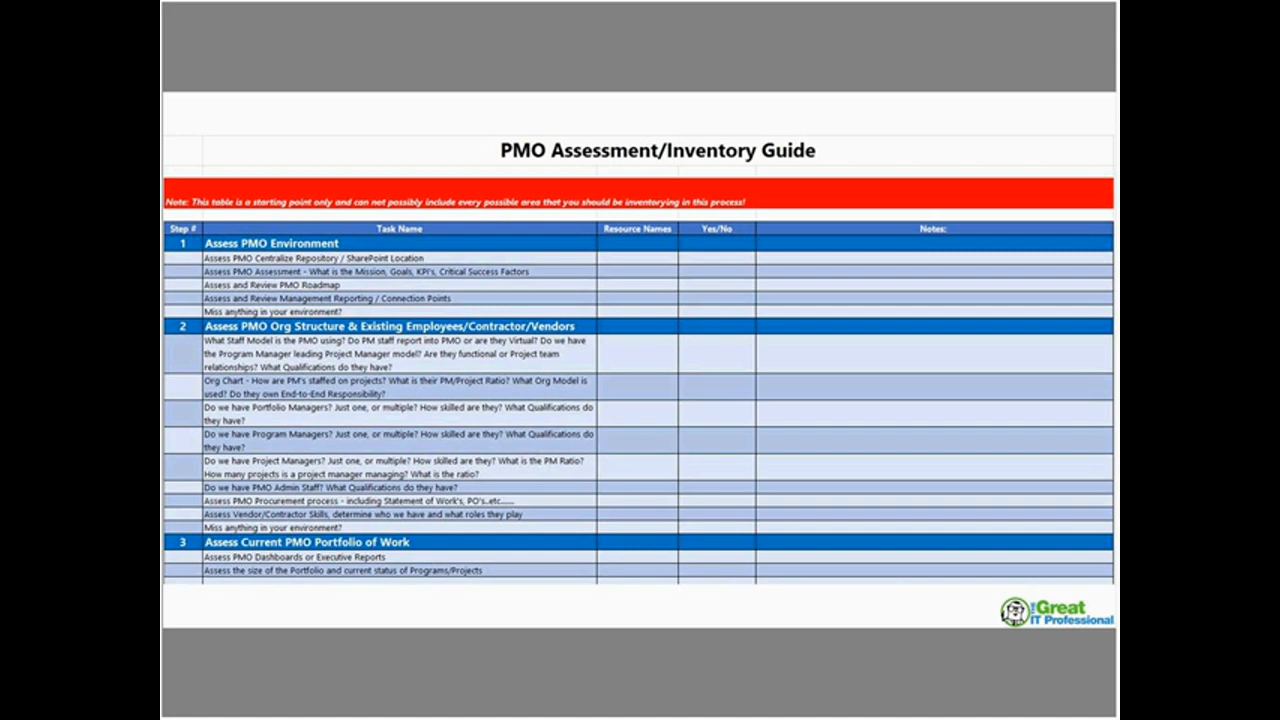 PMO Assessment/Inventory Guide
Note: This table is a starting point only and can not possibly include every possible area that you should be inventorying in this process!
Step # Task Name Resource Names Yes/No Notes:
1 Assess PMO Environment
Assess PMO Centralize Repository / SharePoint Location
Assess PMO Assessment - What is the Mission, Goals, KPI's, Critical Success Factors
Assess and Review PMO Roadmap
Assess and Review Management Reporting / Connection Points
Miss anything in your environment?
2 Assess PMO Org Structure & Existing Employees/Contractor/Vendors
What Staff Model is the PMO using? Do PM staff report into PMO or are they Virtual? Do we have
the Program Manager leading Project Manager model? Are they functional or Project team
relationships? What Qualifications do they have?
Org Chart - How are PM's staffed on projects? What is their PM/Project Ratio? What Org Model is
used? Do they own End-to-End Responsibility?
Do we have Portfolio Managers? Just one, or multiple? How skilled are they? What Qualifications do
they have?
Do we have Program Managers? Just one, or multiple? How skilled are they? What Qualifications do
they have?
Do we have Project Managers? Just one, or multiple? How skilled are they? What is the PM Ratio?
How many projects is a project manager managing? What is the ratio?
Do we have PMO Admin Staff? What Qualifications do they have?
Assess PMO Procurement process - including Statement of Work's, PO's..etc......
Assess Vendor/Contractor Skills, determine who we have and what roles they play
Miss anything in your environment?
3 Assess Current PMO Portfolio of Work
Assess PMO Dashboards or Executive Reports
Assess the size of the Portfolio and current status of Programs/Projects
THE Great
IT Professional